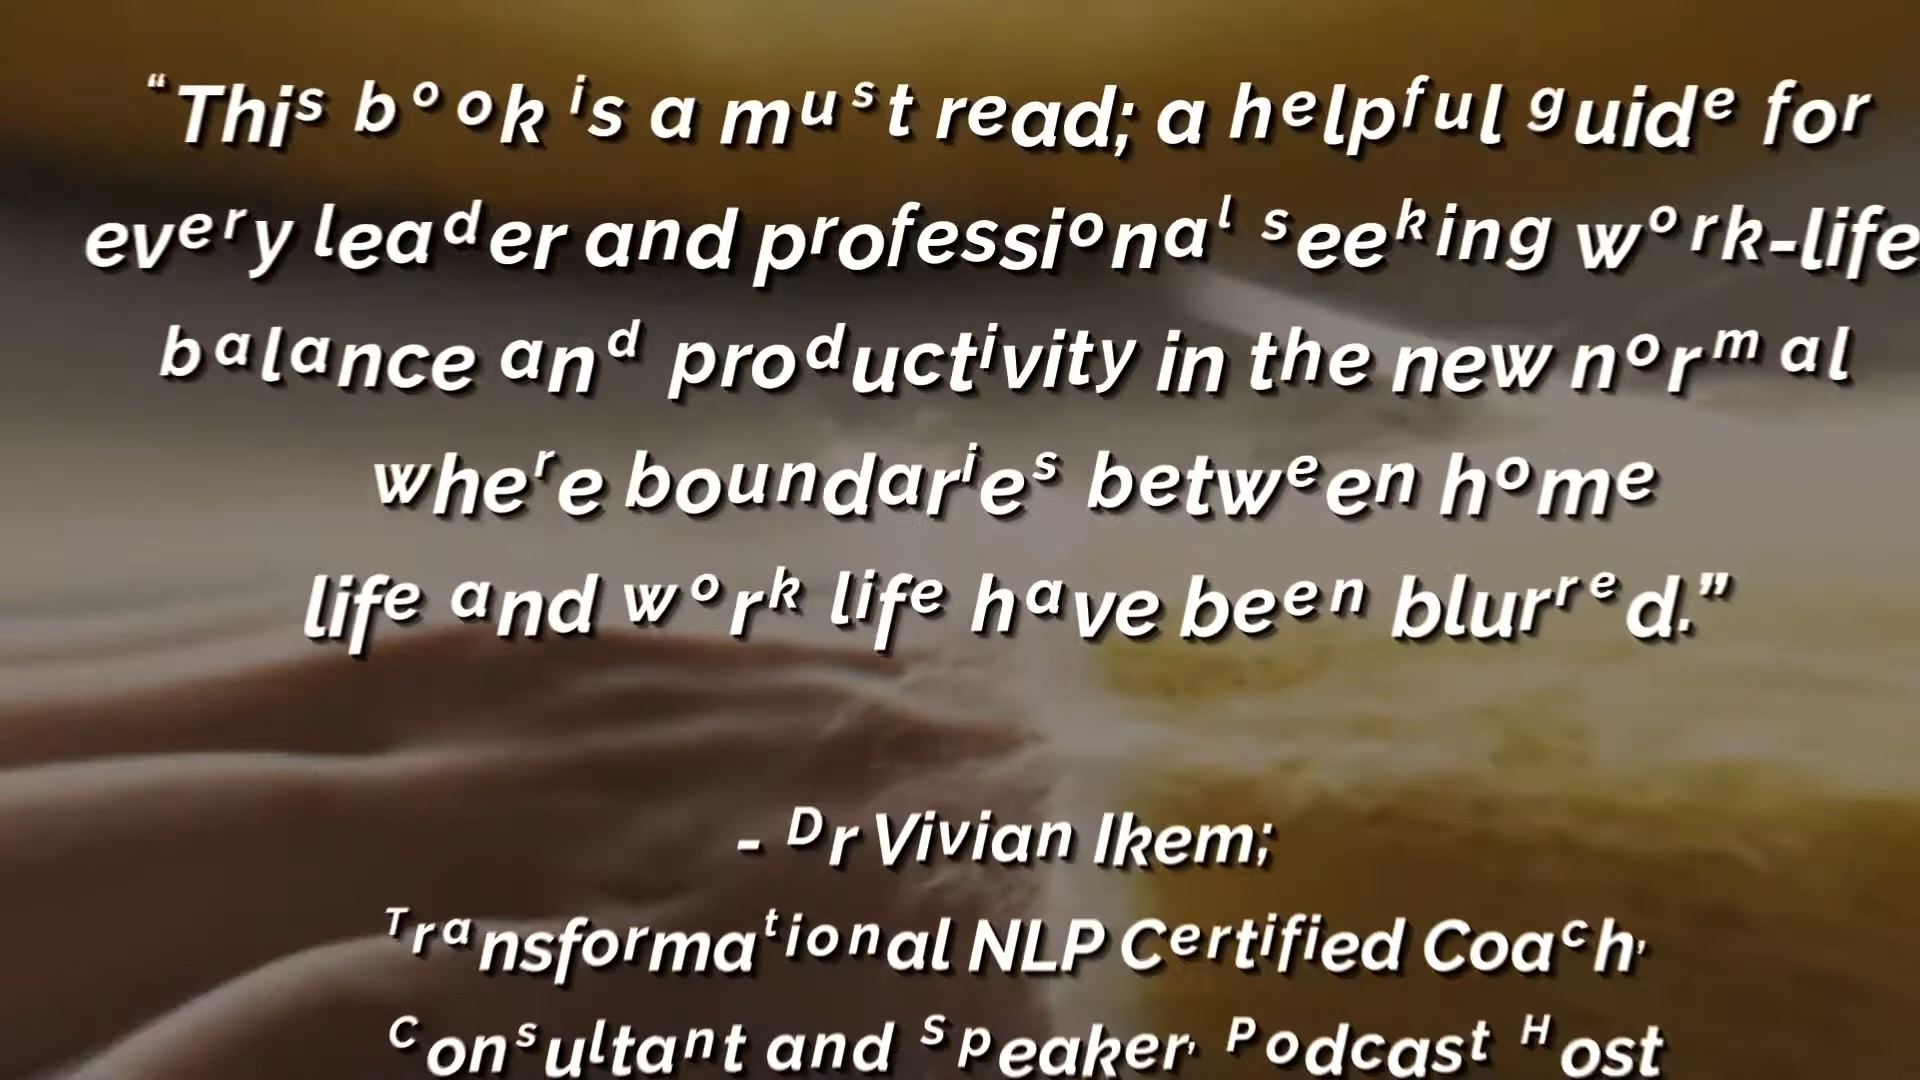 “This book is a must read; a helpful guide for
every leader and professional seeking work-life
balance and productivity in the new normal
where boundaries between home
life and work life have been blurred.”
- Dr Vivian Ikem;
Transformational NLP Certified Coach,
Consultant and Speaker, Podcast Host